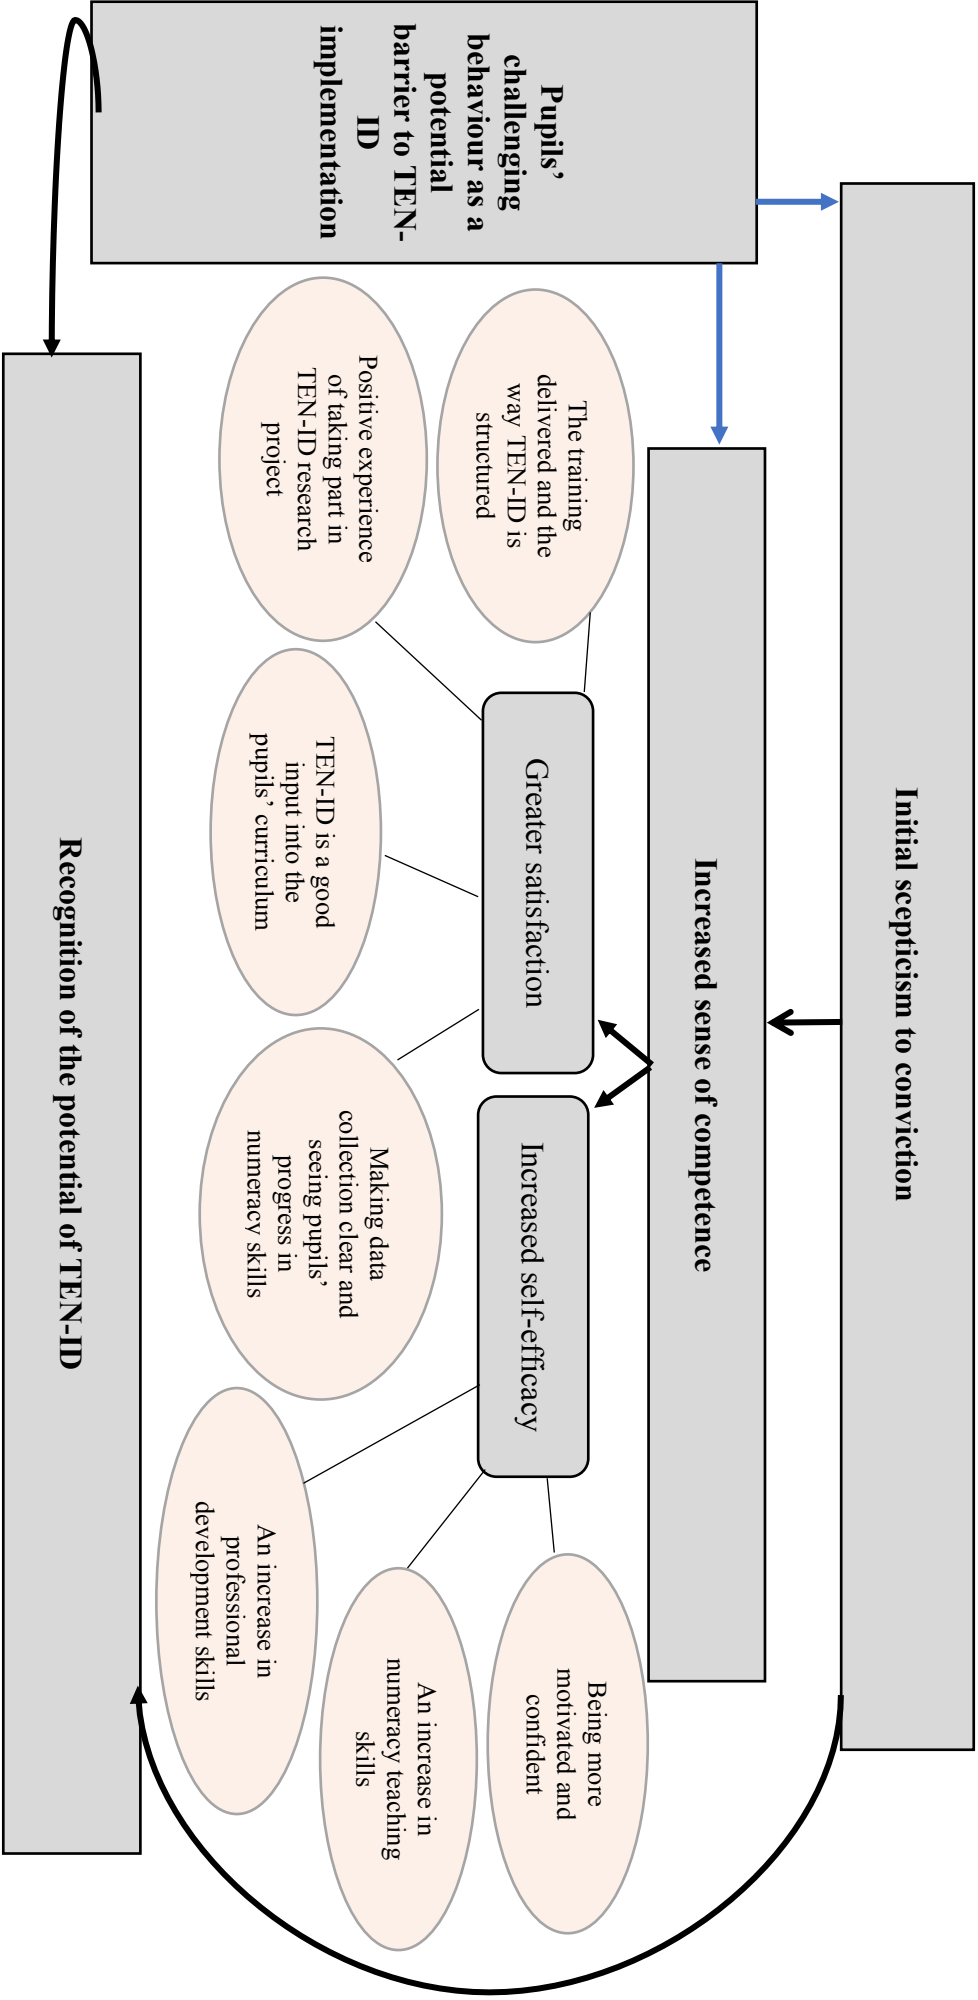 Initial scepticism to conviction
Pupils’
challenging
behaviour as a
potential
barrier to TEN-
ID
implementation
Increased sense of competence
Greater satisfaction
Increased self-efficacy
The training
delivered and the
way TEN-ID is
structured
Positive experience
of taking part in
TEN-ID research
project
TEN-ID is a good
input into the
pupils’ curriculum
Making data
collection clear and
seeing pupils’
progress in
numeracy skills
Being more
motivated and
confident
An increase in
numeracy teaching
skills
An increase in
professional
development skills
Recognition of the potential of TEN-ID